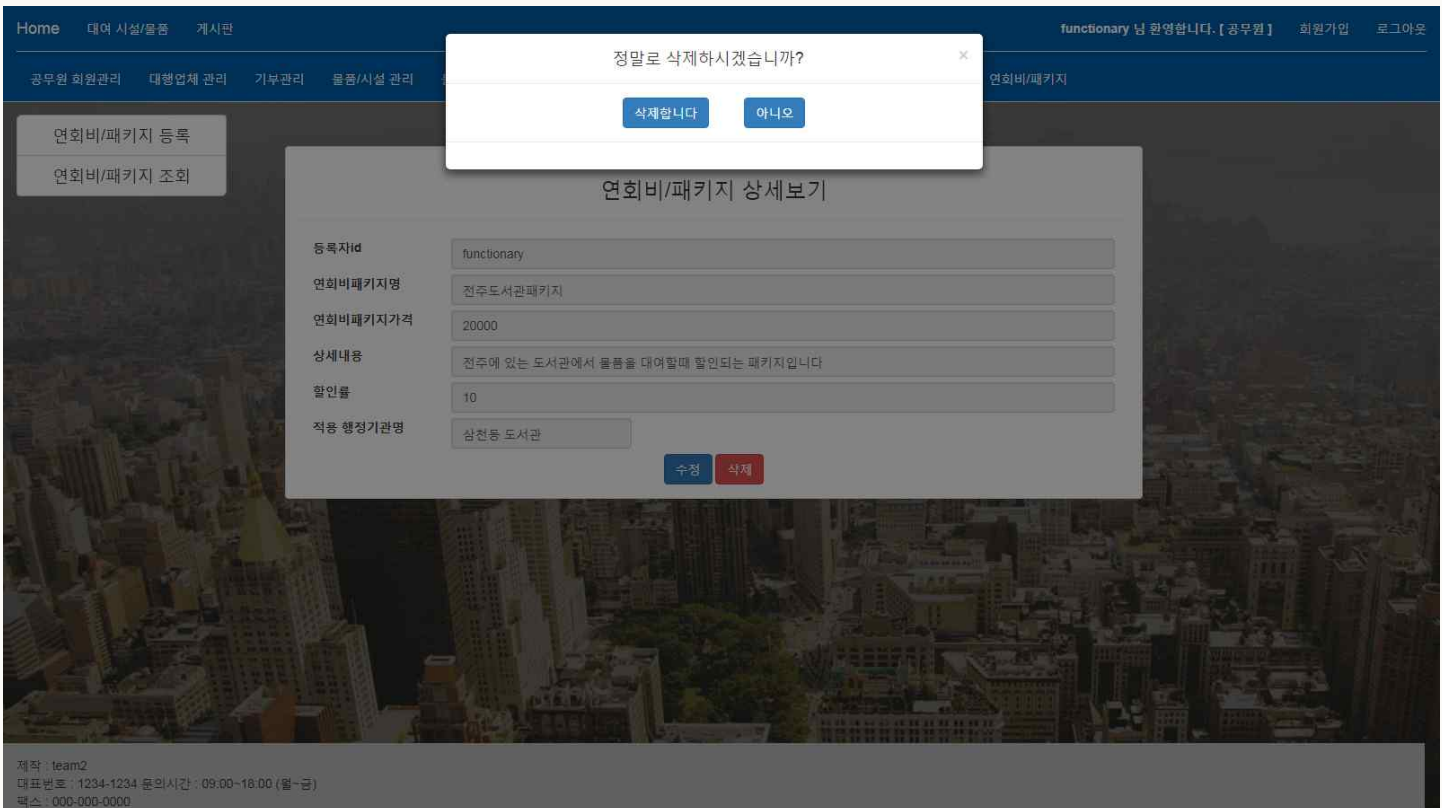 Home 대여 시설/물품 게시판 functionary 님 환영합니다. [ 공무원 ] 회원가입 로그아웃
정말로 삭제하시겠습니까? ×
공무원 회원관리 대행업체 관리 기부관리 물품/시설 관리 연회비/패키지
삭제합니다 아니오
연회비/패키지 등록
연회비/패키지 조회
연회비/패키지 상세보기
등록자id functionary
연회비패키지명 전주도서관패키지
연회비패키지가격 20000
상세내용 전주에 있는 도서관에서 물품을 대여할때 할인되는 패키지입니다
할인률 10
적용 행정기관명 삼천동 도서관
수정 삭제
제작 : team2
대표번호 : 1234-1234 문의시간 : 09:00~18:00 (월~금)
팩스 : 000-000-0000